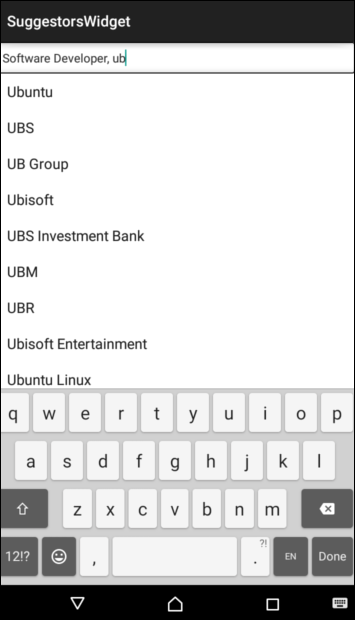 SuggestorsWidget
Software Developer, ub
Ubuntu
UBS
UB Group
Ubisoft
UBS Investment Bank
UBM
UBR
Ubisoft Entertainment
Ubuntu Linux
q w e r t y u i o p
a s d f g h j k l
z x c v b n m
12!? , . ?! EN Done